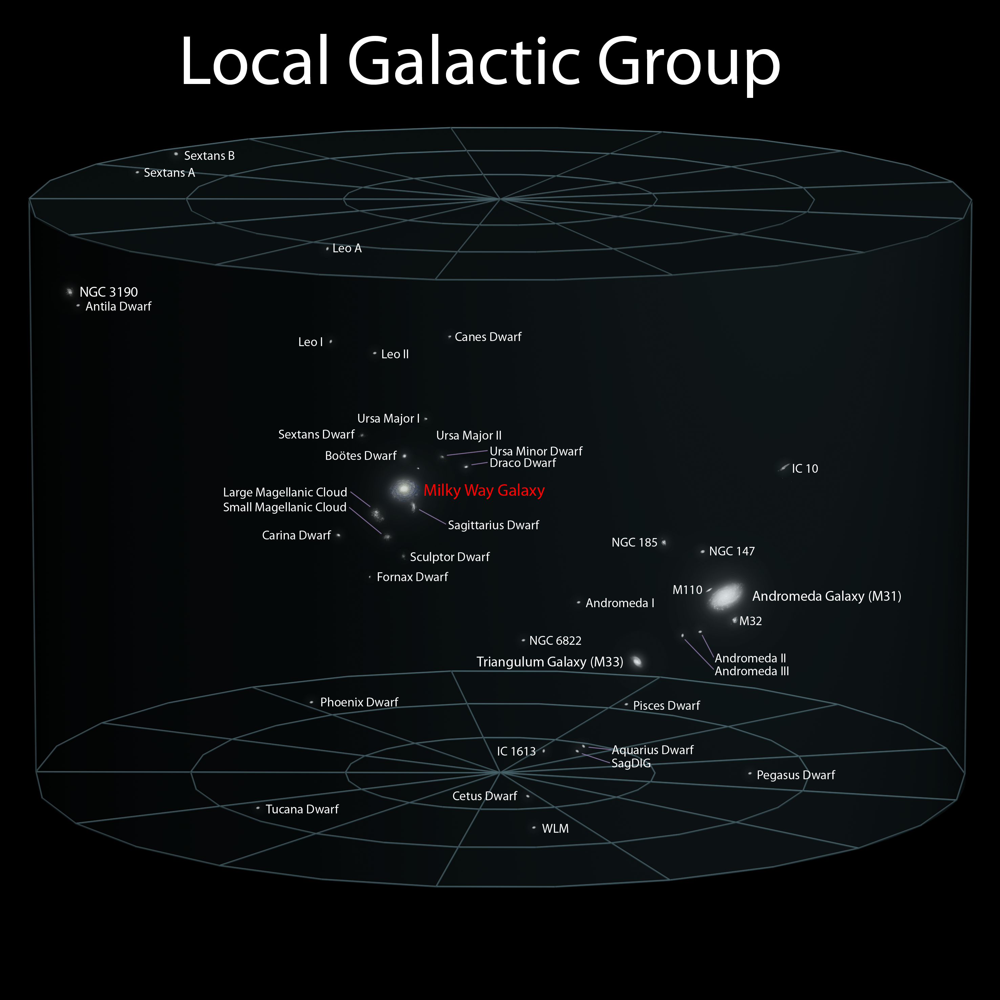 Local Galactic Group
Sextans B
Sextans A
Leo A
NGC 3190
Antila Dwarf
Canes Dwarf
Leo I
Leo II
Ursa Major I
Sextans Dwarf
Ursa Major II
Ursa Minor Dwarf
Boötes Dwarf
Draco Dwarf
IC 10
Milky Way Galaxy
Large Magellanic Cloud
Small Magellanic Cloud
Sagittarius Dwarf
Carina Dwarf
NGC 185
NGC 147
Sculptor Dwarf
Fornax Dwarf
M110
Andromeda Galaxy (M31)
Andromeda I
M32
NGC 6822
Andromeda II
Triangulum Galaxy (M33)
Andromeda III
Phoenix Dwarf
Pisces Dwarf
IC 1613
Aquarius Dwarf
SagDIG
Pegasus Dwarf
Cetus Dwarf
Tucana Dwarf
WLM